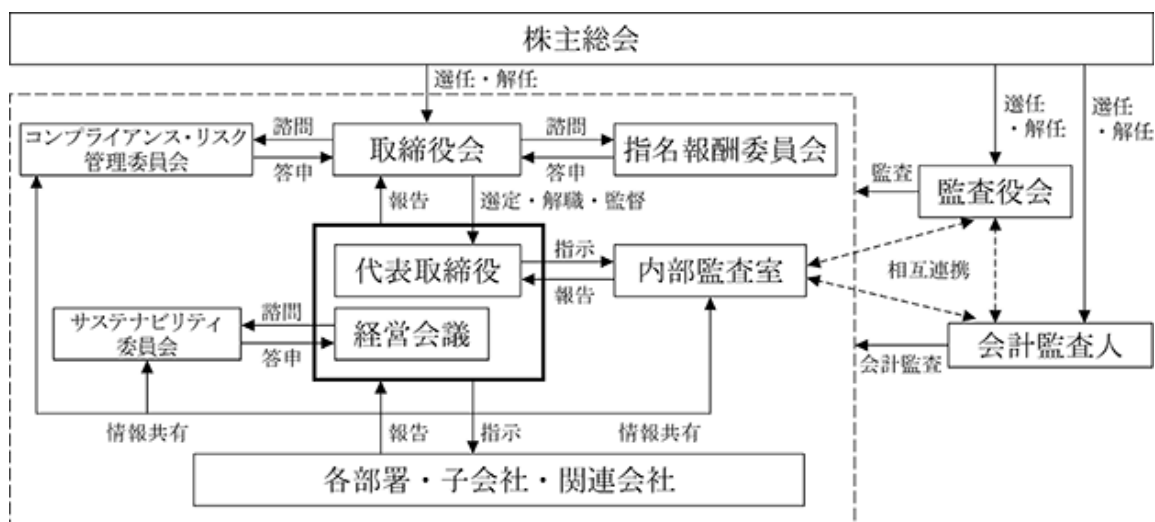 株主総会
選任・解任
選任
・解任
選任
・解任
コンプライアンス・リスク
管理委員会
諮問
答申
取締役会
諮問
答申
指名報酬委員会
監査
監査役会
報告
選定・解職・監督
代表取締役
指示
報告
内部監査室
相互連携
サステナビリティ
委員会
諮問
答申
経営会議
会計監査
会計監査人
情報共有
報告
指示
情報共有
各部署・子会社・関連会社